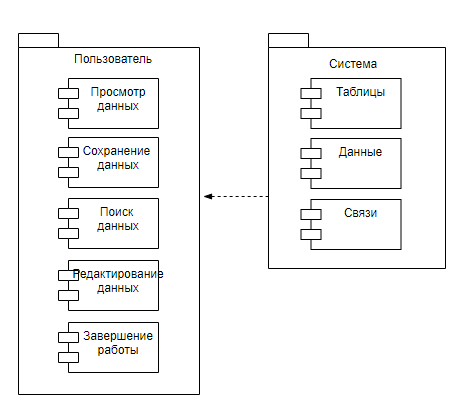 Пользователь
Просмотр
данных
Сохранение
данных
Поиск
данных
Редактирование
данных
Завершение
работы
Система
Таблицы
Данные
Связи